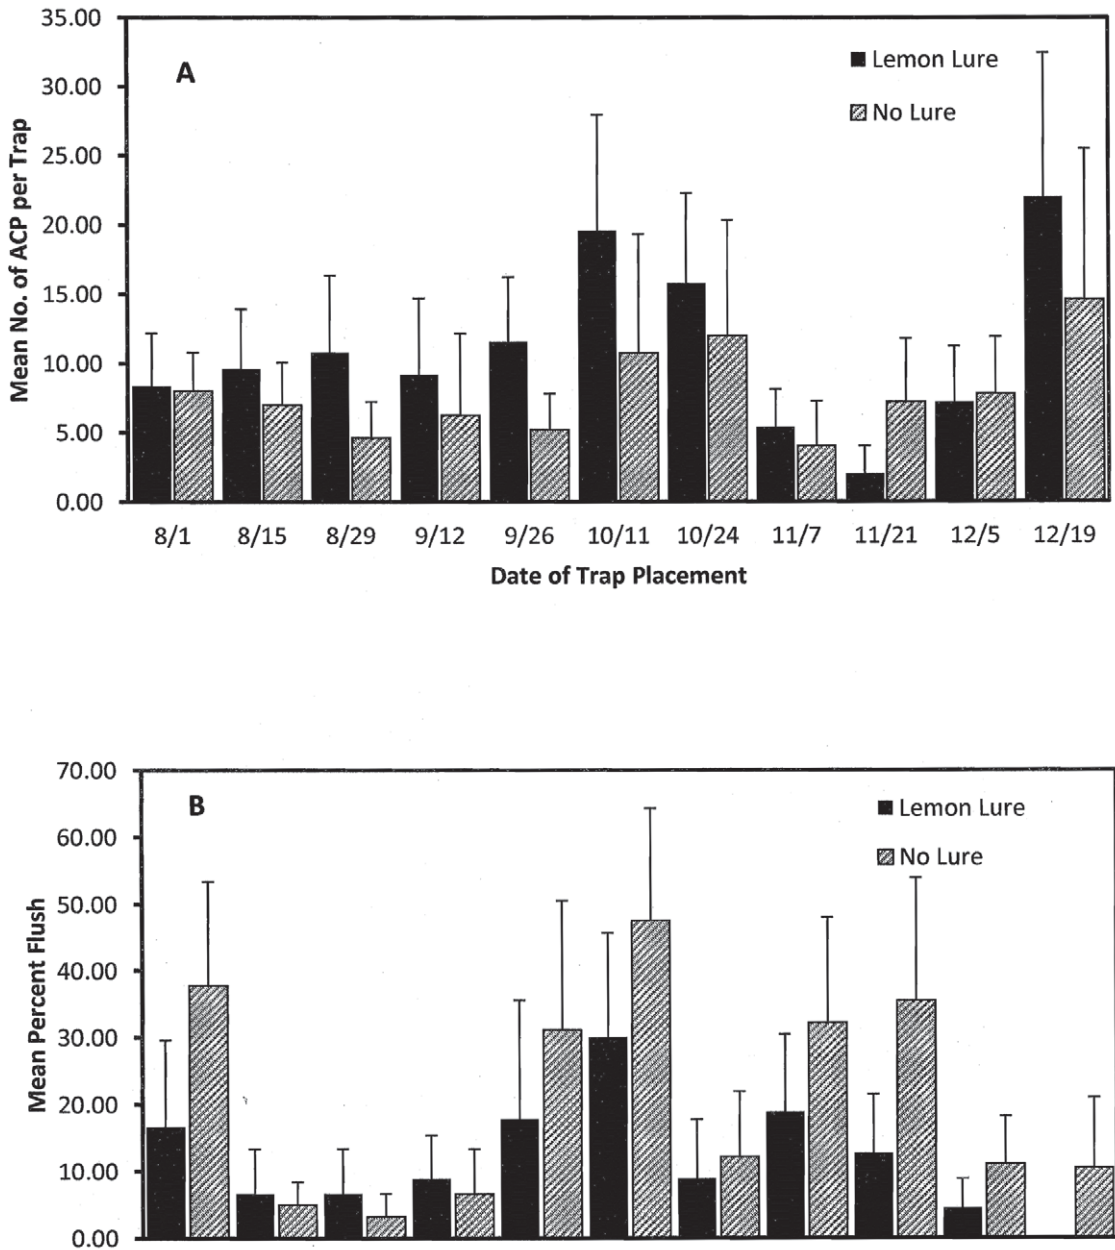 35.00
A
Lemon Lure
30.00
No Lure
25.00
20.00
15.00
10.00
5.00
0.00
Mean No. of ACP per Trap
8/1 8/15 8/29 9/12 9/26 10/11 10/24 11/7 11/21 12/5 12/19
Date of Trap Placement
70.00
B
Lemon Lure
60.00
No Lure
50.00
40.00
30.00
20.00
10.00
0.00
Mean Percent Flush